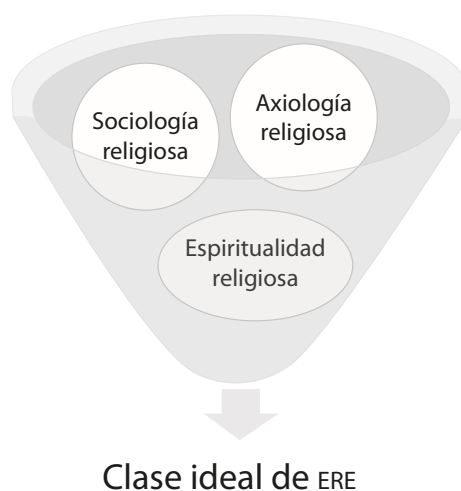 Sociología
religiosa
Axiología
religiosa
Espiritualidad
religiosa
Clase ideal de ERE